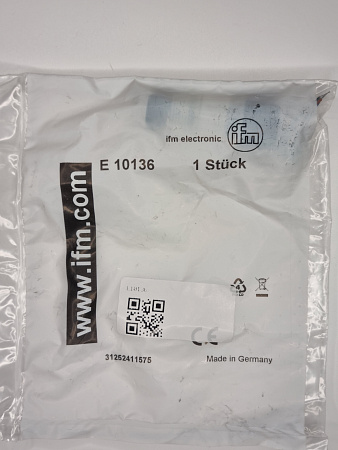 ifm electronic
ifm
E 10136 1 Stück
www.ifm.com
CE
31252411575 Made in Germany